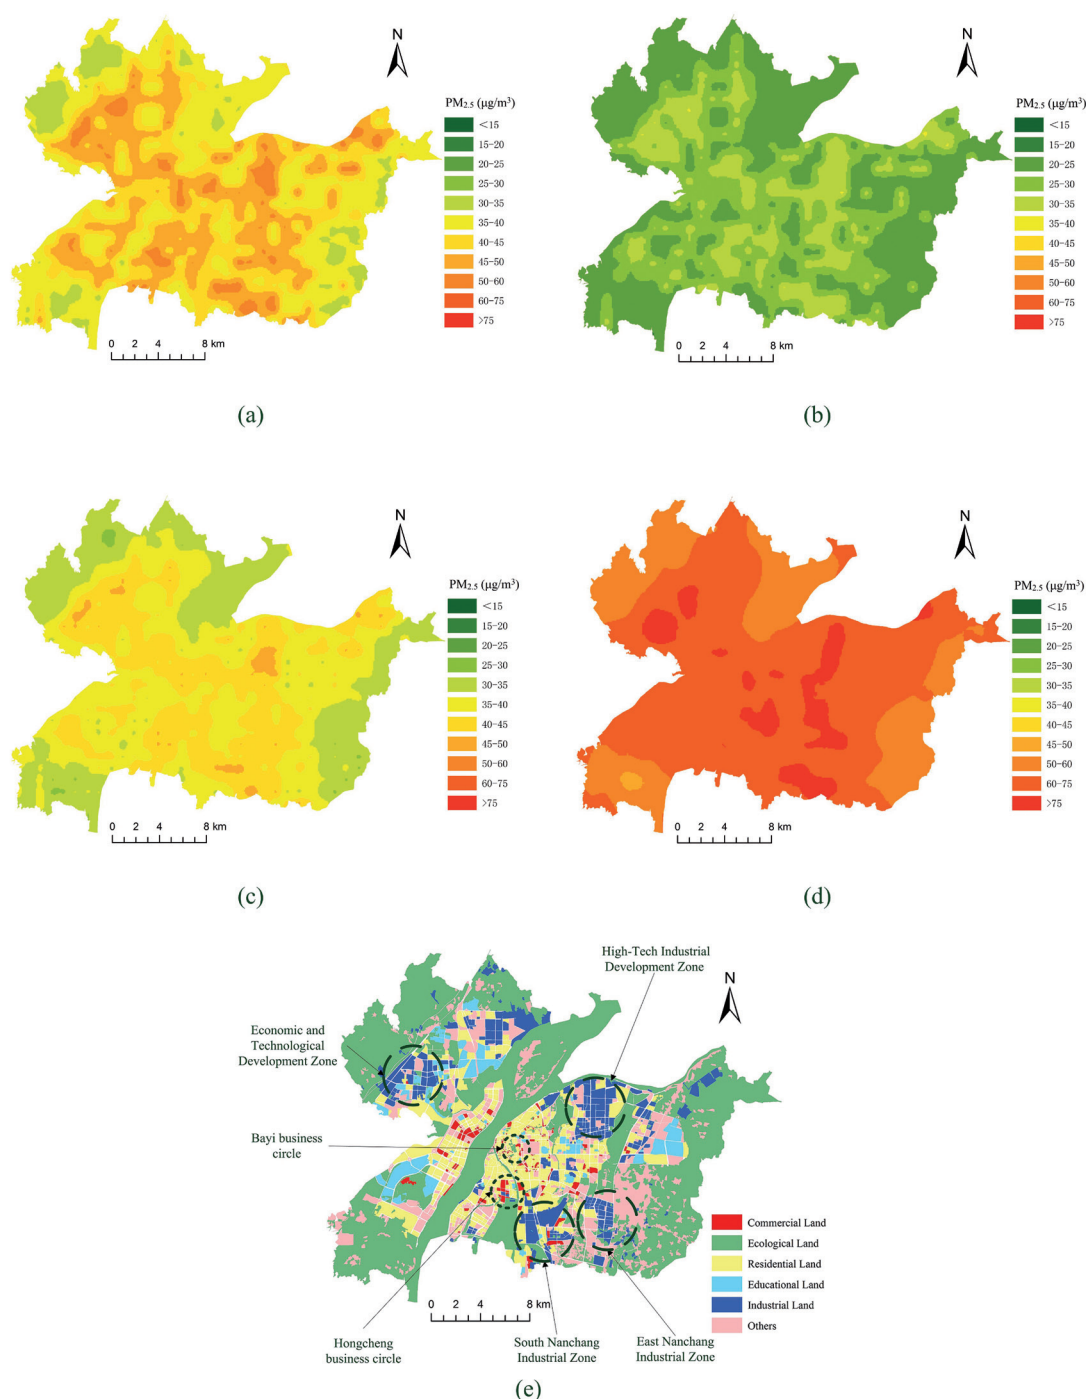 N
PM2.5 (μg/m³)
<15
15-20
20-25
25-30
30-35
35-40
40-45
45-50
50-60
60-75
>75
0 2 4 8 km
(a)
N
PM2.5 (μg/m³)
<15
15-20
20-25
25-30
30-35
35-40
40-45
45-50
50-60
60-75
>75
0 2 4 8 km
(b)
N
PM2.5 (μg/m³)
<15
15-20
20-25
25-30
30-35
35-40
40-45
45-50
50-60
60-75
>75
0 2 4 8 km
(c)
N
PM2.5 (μg/m³)
<15
15-20
20-25
25-30
30-35
35-40
40-45
45-50
50-60
60-75
>75
0 2 4 8 km
(d)
High-Tech Industrial
Development Zone
N
Economic and
Technological
Development Zone
Bayi business
circle
Commercial Land
Ecological Land
Residential Land
Educational Land
Industrial Land
Others
0 2 4 8 km
Hongcheng
business circle
South Nanchang
Industrial Zone
East Nanchang
Industrial Zone
(e)